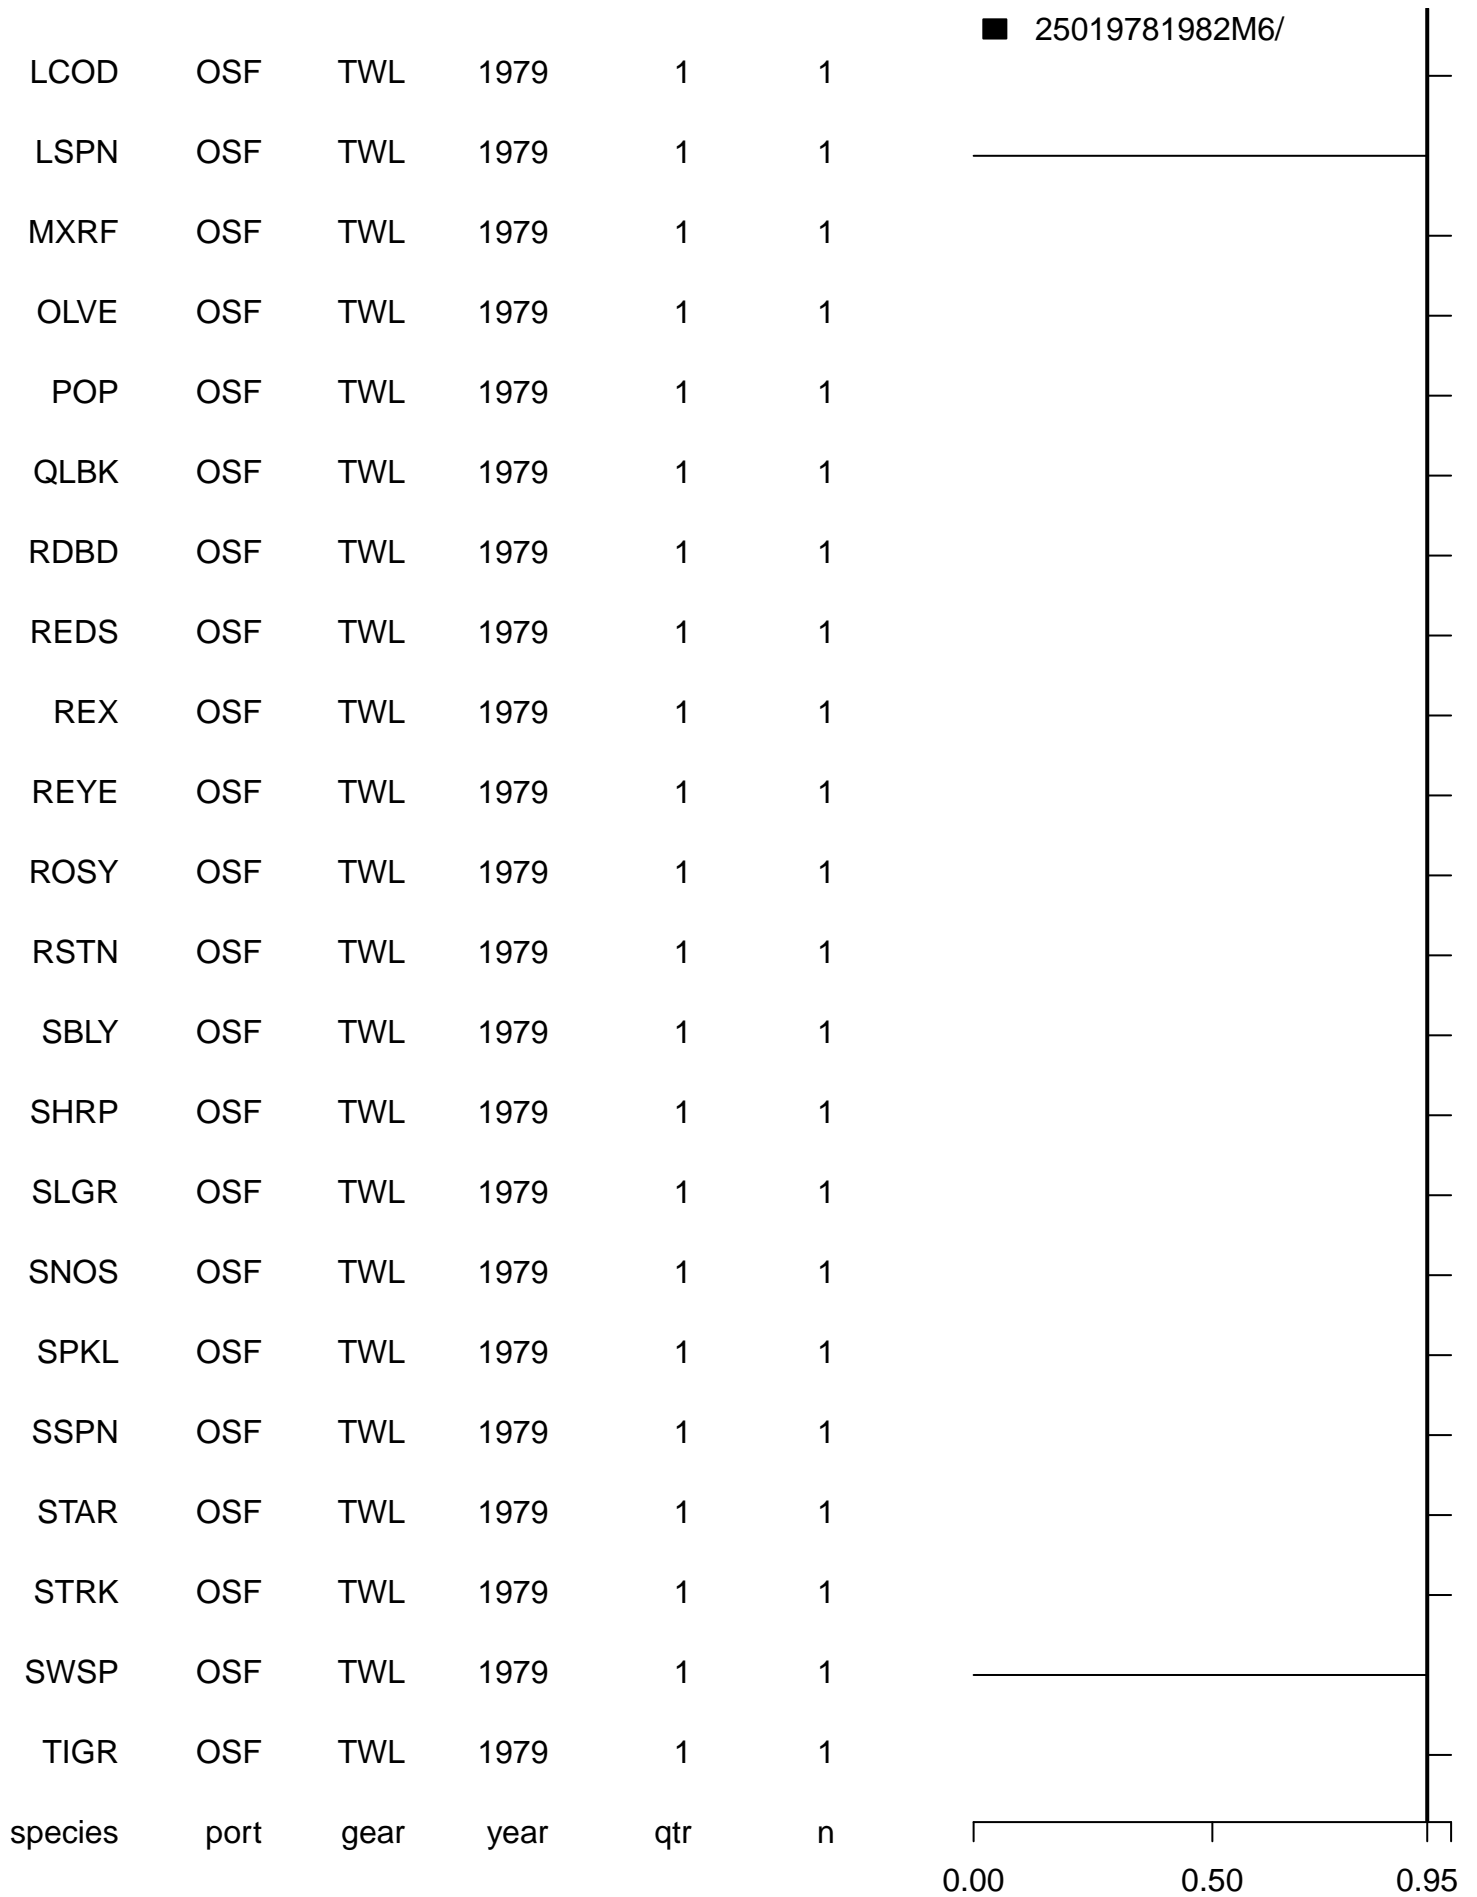 25019781982M6/
LCOD OSF TWL 1979 1 1
LSPN OSF TWL 1979 1 1
MXRF OSF TWL 1979 1 1
OLVE OSF TWL 1979 1 1
POP OSF TWL 1979 1 1
QLBK OSF TWL 1979 1 1
RDBD OSF TWL 1979 1 1
REDS OSF TWL 1979 1 1
REX OSF TWL 1979 1 1
REYE OSF TWL 1979 1 1
ROSY OSF TWL 1979 1 1
RSTN OSF TWL 1979 1 1
SBLY OSF TWL 1979 1 1
SHRP OSF TWL 1979 1 1
SLGR OSF TWL 1979 1 1
SNOS OSF TWL 1979 1 1
SPKL OSF TWL 1979 1 1
SSPN OSF TWL 1979 1 1
STAR OSF TWL 1979 1 1
STRK OSF TWL 1979 1 1
SWSP OSF TWL 1979 1 1
TIGR OSF TWL 1979 1 1
species port gear year qtr n
0.00 0.50 0.95